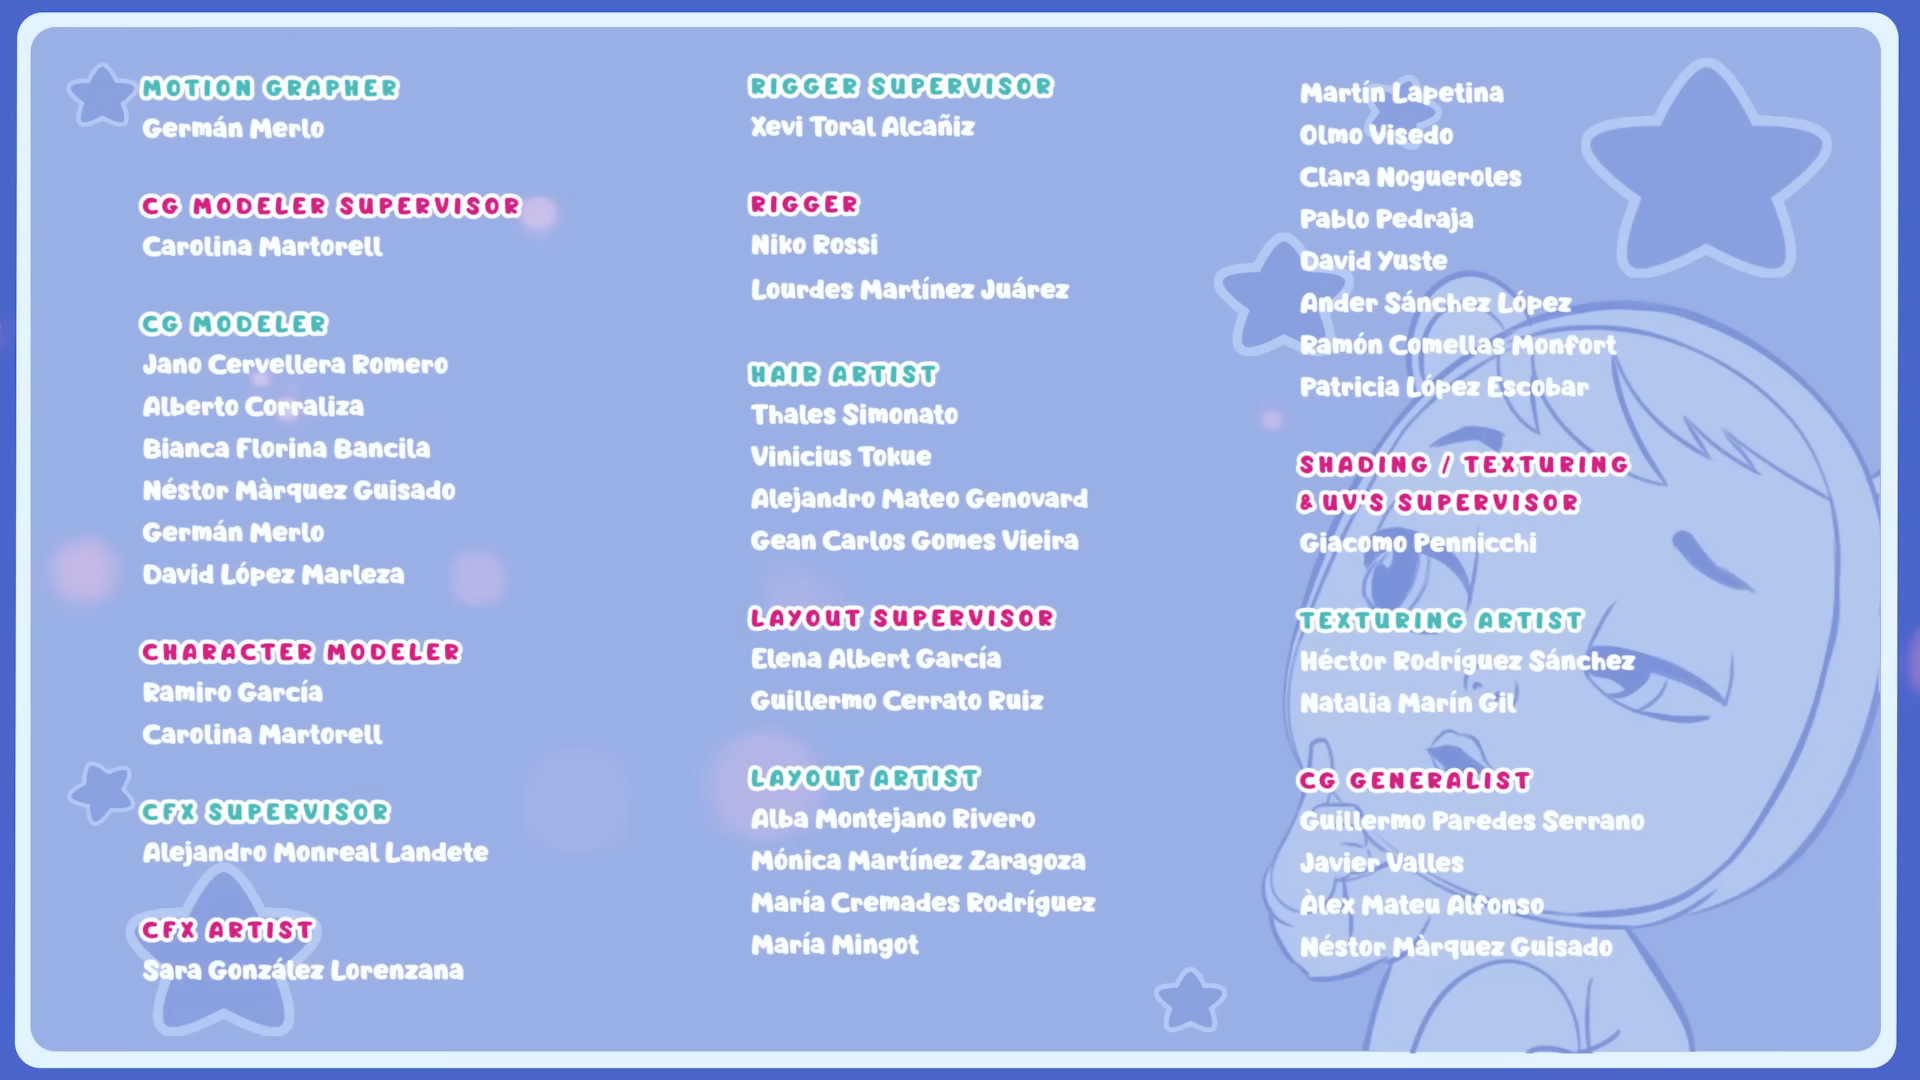 MOTION GRAPHER
Germán Merlo
CG MODELER SUPERVISOR
Carolina Martorell
CG MODELER
Jano Cervellera Romero
Alberto Corraliza
Bianca Florina Bancila
Néstor Màrquez Guisado
Germán Merlo
David López Marleza
CHARACTER MODELER
Ramiro García
Carolina Martorell
CFX SUPERVISOR
Alejandro Monreal Landete
CFX ARTIST
Sara González Lorenzana
RIGGER SUPERVISOR
Xevi Toral Alcañiz
RIGGER
Niko Rossi
Lourdes Martínez Juárez
HAIR ARTIST
Thales Simonato
Vinicius Tokue
Alejandro Mateo Genovard
Gean Carlos Gomes Vieira
LAYOUT SUPERVISOR
Elena Albert García
Guillermo Cerrato Ruiz
LAYOUT ARTIST
Alba Montejano Rivero
Mónica Martínez Zaragoza
María Cremades Rodríguez
María Mingot
Martín Lapetina
Olmo Visedo
Clara Nogueroles
Pablo Pedraja
David Yuste
Ander Sánchez López
Ramón Comellas Monfort
Patricia López Escobar
SHADING / TEXTURING
& UV'S SUPERVISOR
Giacomo Pennicchi
TEXTURING ARTIST
Héctor Rodríguez Sánchez
Natalia Marín Gil
CG GENERALIST
Guillermo Paredes Serrano
Javier Valles
Àlex Mateu Alfonso
Néstor Màrquez Guisado